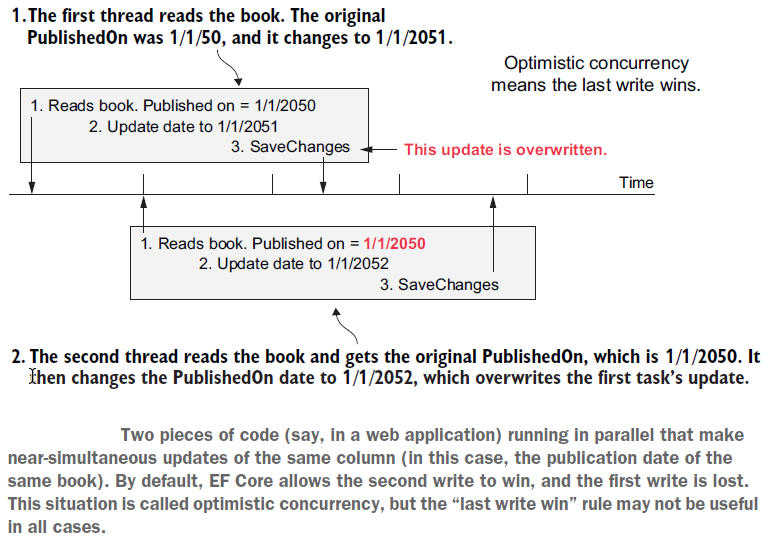 1.The first thread reads the book. The original
PublishedOn was 1/1/50, and it changes to 1/1/2051.
Optimistic concurrency
means the last write wins.
1. Reads book. Published on = 1/1/2050
2. Update date to 1/1/2051
3. SaveChanges
This update is overwritten.
Time
1. Reads book. Published on = 1/1/2050
2. Update date to 1/1/2052
3. SaveChanges
2. The second thread reads the book and gets the original PublishedOn, which is 1/1/2050. It
then changes the PublishedOn date to 1/1/2052, which overwrites the first task’s update.
Two pieces of code (say, in a web application) running in parallel that make
near-simultaneous updates of the same column (in this case, the publication date of the
same book). By default, EF Core allows the second write to win, and the first write is lost.
This situation is called optimistic concurrency, but the “last write win” rule may not be useful
in all cases.